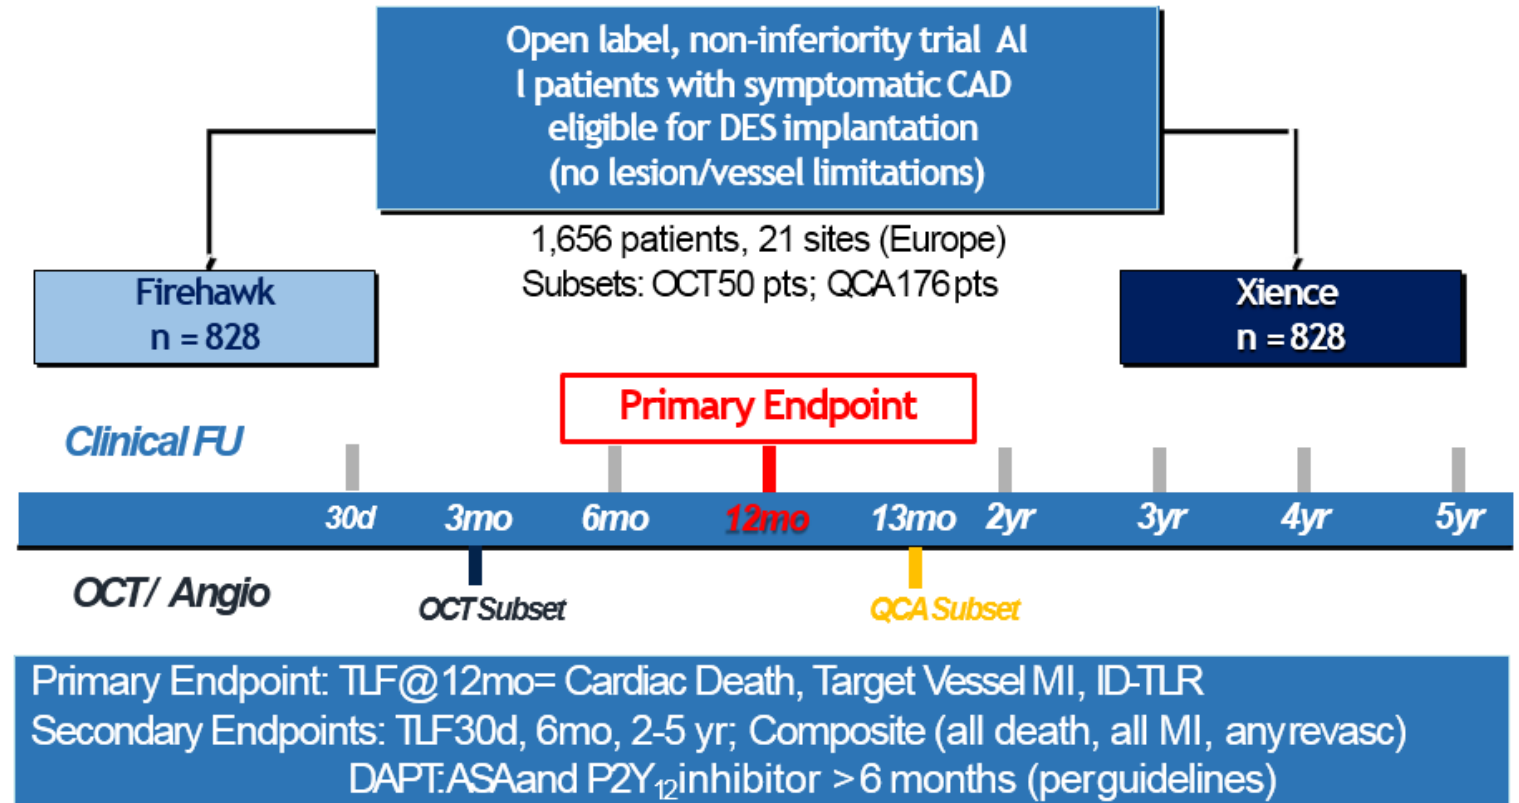 Open label, non-inferiority trial Al
l patients with symptomatic CAD
eligible for DES implantation
(no lesion/vessel limitations)
1,656 patients, 21 sites (Europe)
Subsets: OCT50 pts; QCA176pts
Firehawk
n = 828
Xience
n = 828
Primary Endpoint
Clinical FU
30d 3mo 6mo 12mo 13mo 2yr 3yr 4yr 5yr
OCT/ Angio
OCT Subset
QCA Subset
Primary Endpoint: TLF@12mo= Cardiac Death, Target Vessel MI, ID-TLR
Secondary Endpoints: TLF30d, 6mo, 2-5 yr; Composite (all death, all MI, anyrevasc)
DAPT:ASAand P2Y₁₂inhibitor >6 months (perguidelines)